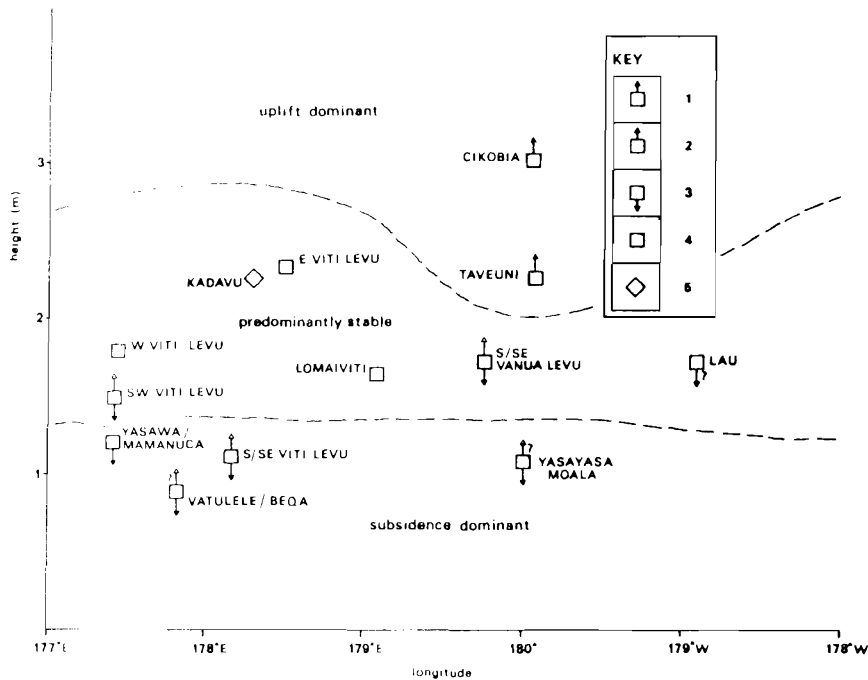 KEY
1
2
3
4
5
uplift dominant
CIKOBIA
3
height (m)
E VITI LEVU
KADAVU
TAVEUNI
2
predominantly stable
W VITI LEVU
S/SE
VANUA LEVU
LAU
?
LOMAIVITI
SW VITI LEVU
YASAWA/
MAMANUCA
S/SE VITI LEVU
?
YASAYASA
MOALA
1
?
VATULELE/BEQA
subsidence dominant
177°E
178°E
179°E
180°
179°W
178°W
longitude